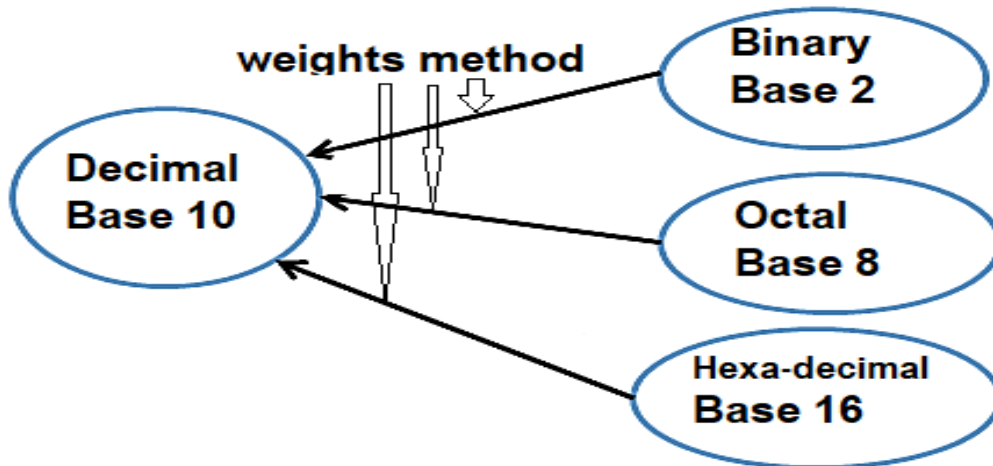 weights method
Decimal
Base 10
Binary
Base 2
Octal
Base 8
Hexa-decimal
Base 16